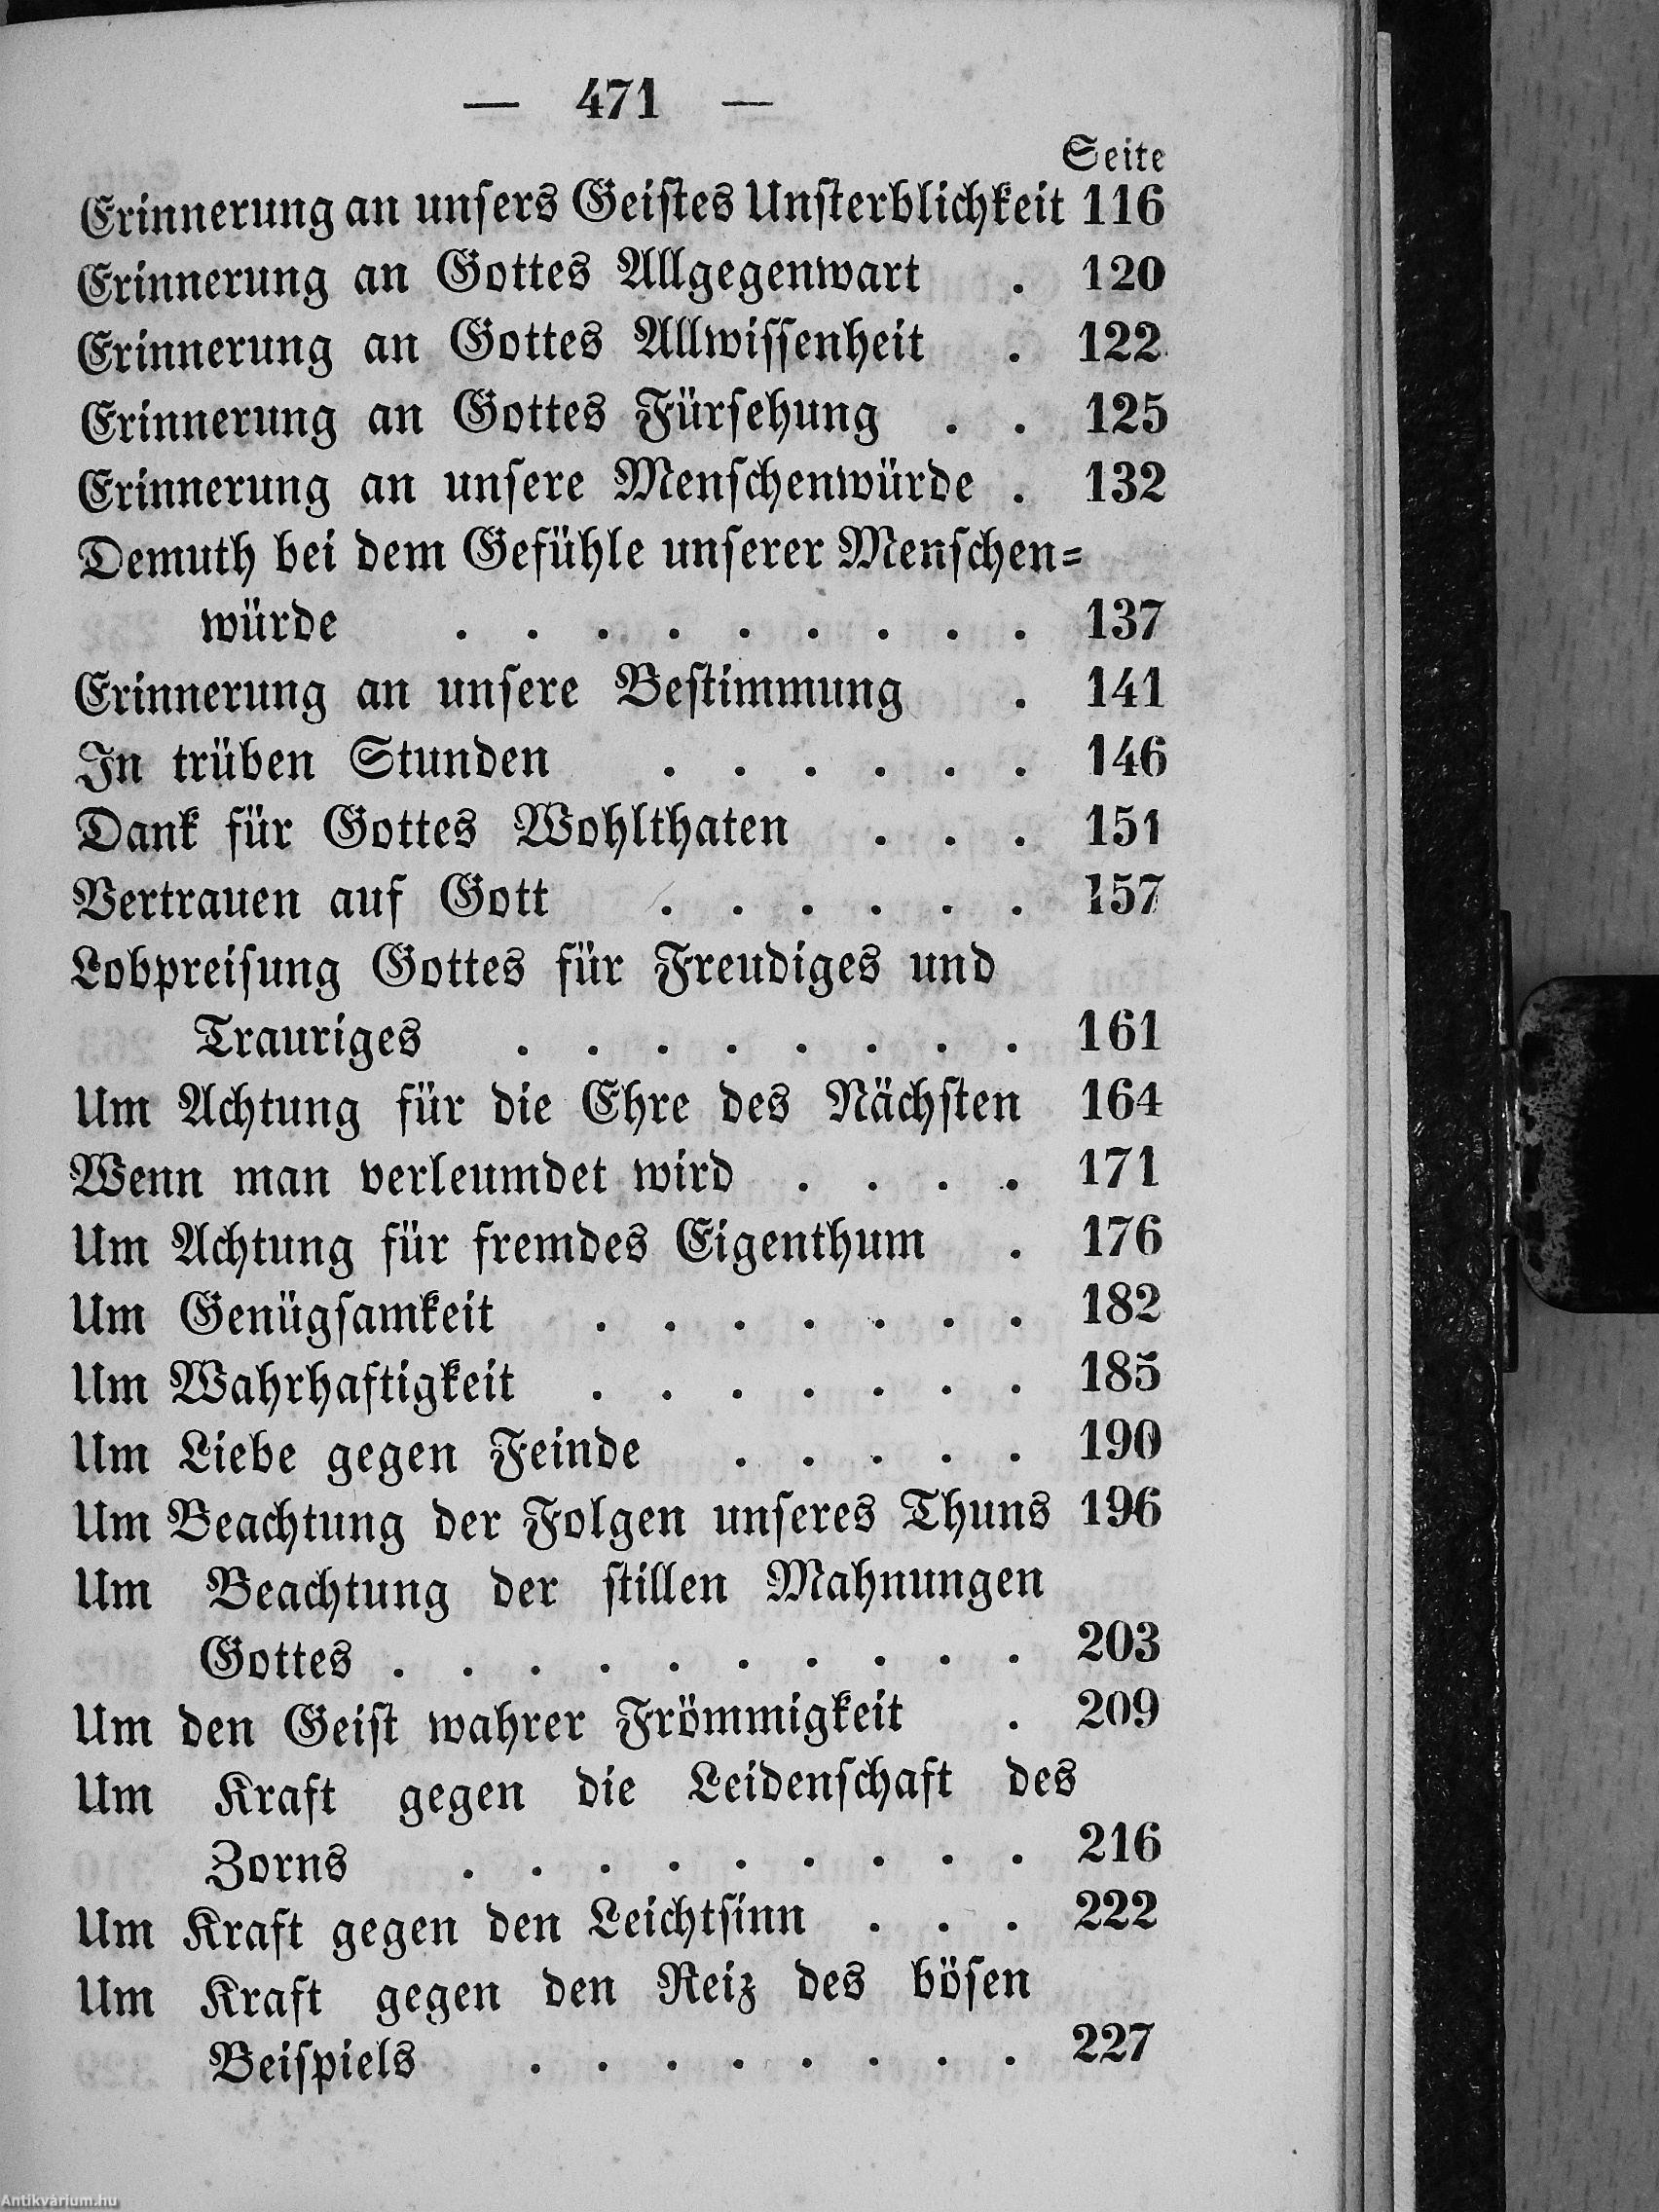 — 471 —
Seite
Erinnerung an unsers Geistes Unsterblichkeit 116
Erinnerung an Gottes Allgegenwart . 120
Erinnerung an Gottes Allwissenheit . 122
Erinnerung an Gottes Fürsehung . . 125
Erinnerung an unsere Menschenwürde . 132
Demuth bei dem Gefühle unserer Menschen=
würde . . . . . . . . . 137
Erinnerung an unsere Bestimmung . 141
In trüben Stunden . . . . . . 146
Dank für Gottes Wohlthaten . . . 151
Vertrauen auf Gott . . . . . . 157
Lobpreisung Gottes für Freudiges und
Trauriges . . . . . . . . 161
Um Achtung für die Ehre des Nächsten 164
Wenn man verleumdet wird . . . . 171
Um Achtung für fremdes Eigenthum . 176
Um Genügsamkeit . . . . . . . 182
Um Wahrhaftigkeit . . . . . . . 185
Um Liebe gegen Feinde . . . . . 190
Um Beachtung der Folgen unseres Thuns 196
Um Beachtung der stillen Mahnungen
Gottes . . . . . . . . . . 203
Um den Geist wahrer Frömmigkeit . 209
Um Kraft gegen die Leidenschaft des
Zorns . . . . . . . . . 216
Um Kraft gegen den Leichtsinn . . . 222
Um Kraft gegen den Reiz des bösen
Beispiels . . . . . . . . 227
Antikvárium.hu